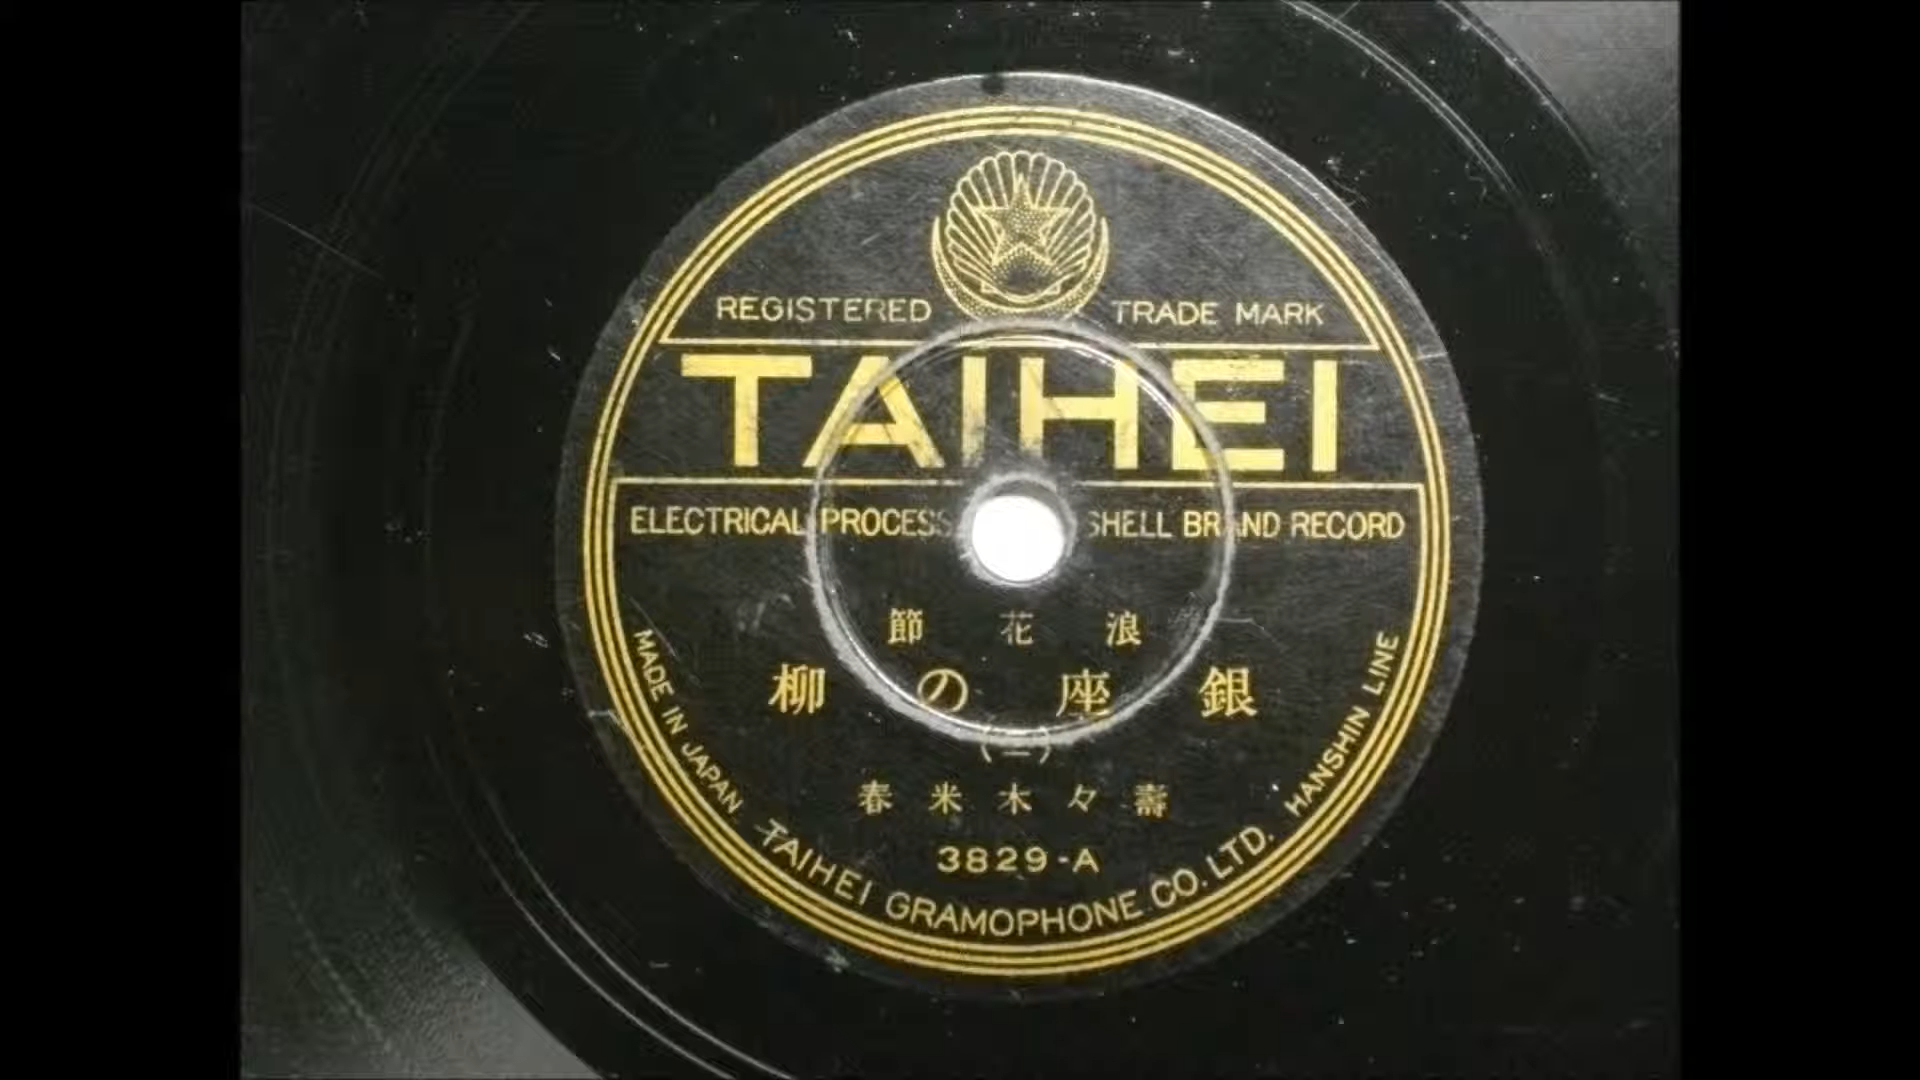 REGISTERED TRADE MARK
TAIHEI
ELECTRICAL PROCESS SHELL BRAND RECORD
浪花節
銀座の柳
(一)
壽々木米春
3829-A
MADE IN JAPAN. TAIHEI GRAMOPHONE CO. LTD. HANSHIN LINE